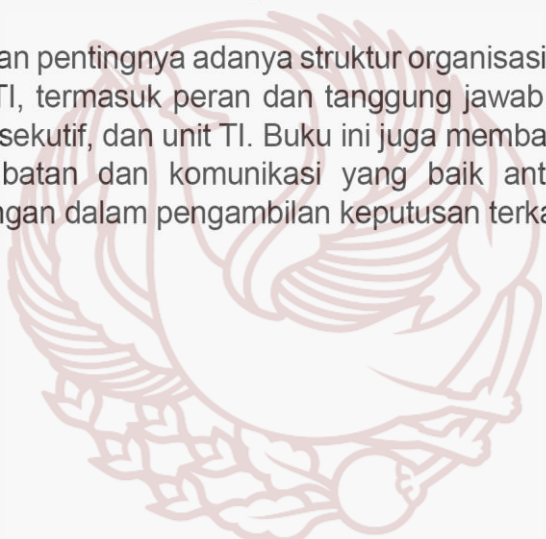 an pentingnya adanya struktur organisasi
TI, termasuk peran dan tanggung jawab
sekutif, dan unit TI. Buku ini juga memba
batan dan komunikasi yang baik ant
ngan dalam pengambilan keputusan terka